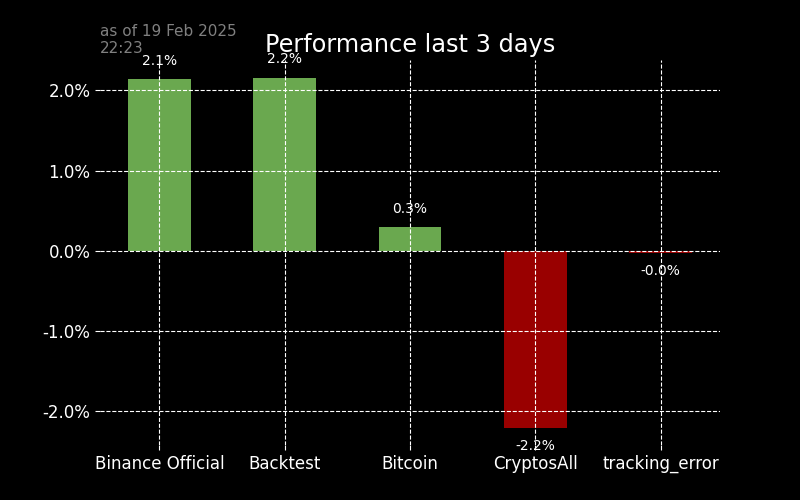 as of 19 Feb 2025
22:23
Performance last 3 days
2.1%
2.2%
0.3%
-2.2%
-0.0%
2.0%
1.0%
0.0%
-1.0%
-2.0%
Binance Official
Backtest
Bitcoin
CryptosAll
tracking_error